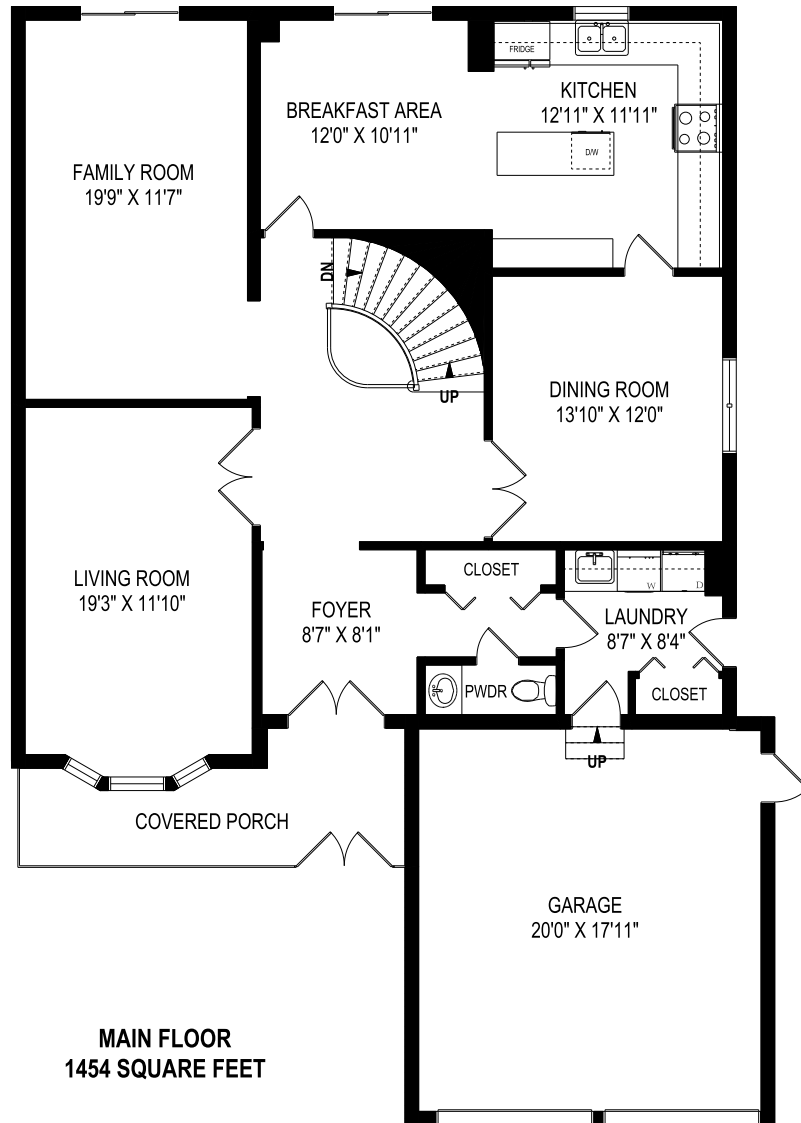 FRIDGE
KITCHEN
12'11" X 11'11"
BREAKFAST AREA
12'0" X 10'11"
D/W
FAMILY ROOM
19'9" X 11'7"
DN
UP
DINING ROOM
13'10" X 12'0"
LIVING ROOM
19'3" X 11'10"
CLOSET
W
D
FOYER
8'7" X 8'1"
LAUNDRY
8'7" X 8'4"
PWDR
CLOSET
UP
COVERED PORCH
GARAGE
20'0" X 17'11"
MAIN FLOOR
1454 SQUARE FEET